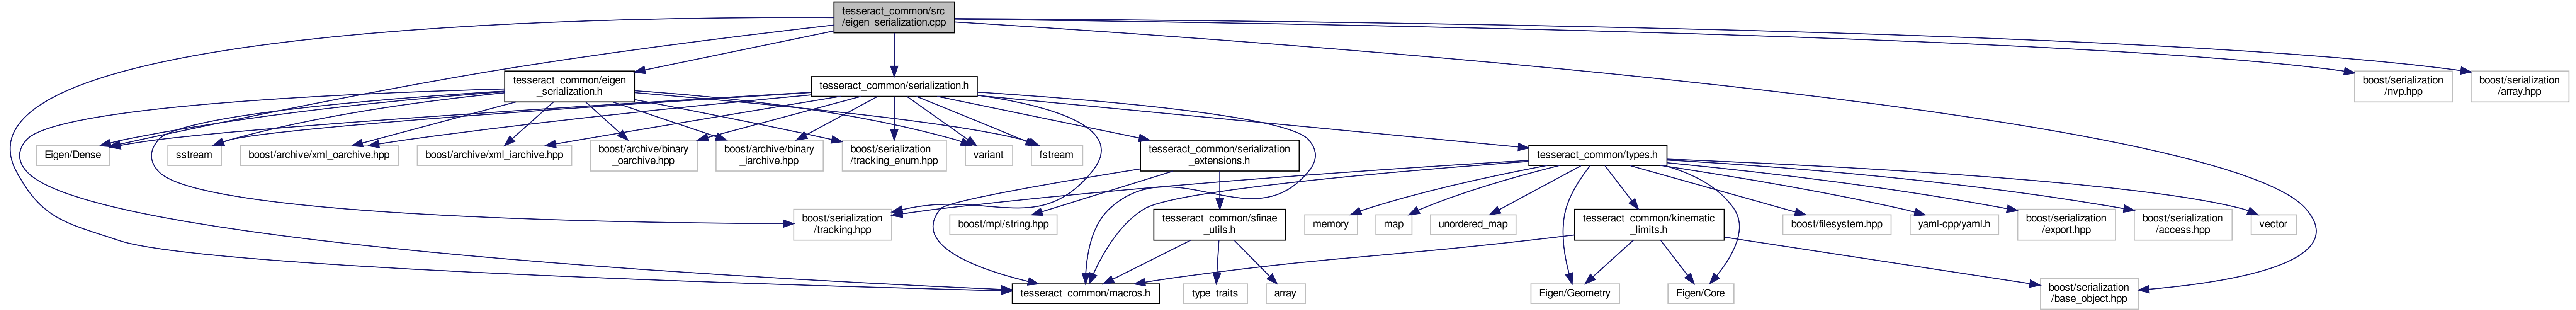 tesseract_common/src
/eigen_serialization.cpp
tesseract_common/eigen
_serialization.h
tesseract_common/serialization.h
boost/serialization
/nvp.hpp
boost/serialization
/array.hpp
Eigen/Dense
sstream
boost/archive/xml_oarchive.hpp
boost/archive/xml_iarchive.hpp
boost/archive/binary
_oarchive.hpp
boost/archive/binary
_iarchive.hpp
boost/serialization
/tracking_enum.hpp
variant
fstream
tesseract_common/serialization
_extensions.h
tesseract_common/types.h
boost/serialization
/tracking.hpp
boost/mpl/string.hpp
tesseract_common/sfinae
_utils.h
memory
map
unordered_map
tesseract_common/kinematic
_limits.h
boost/filesystem.hpp
yaml-cpp/yaml.h
boost/serialization
/export.hpp
boost/serialization
/access.hpp
vector
tesseract_common/macros.h
type_traits
array
Eigen/Geometry
Eigen/Core
boost/serialization
/base_object.hpp